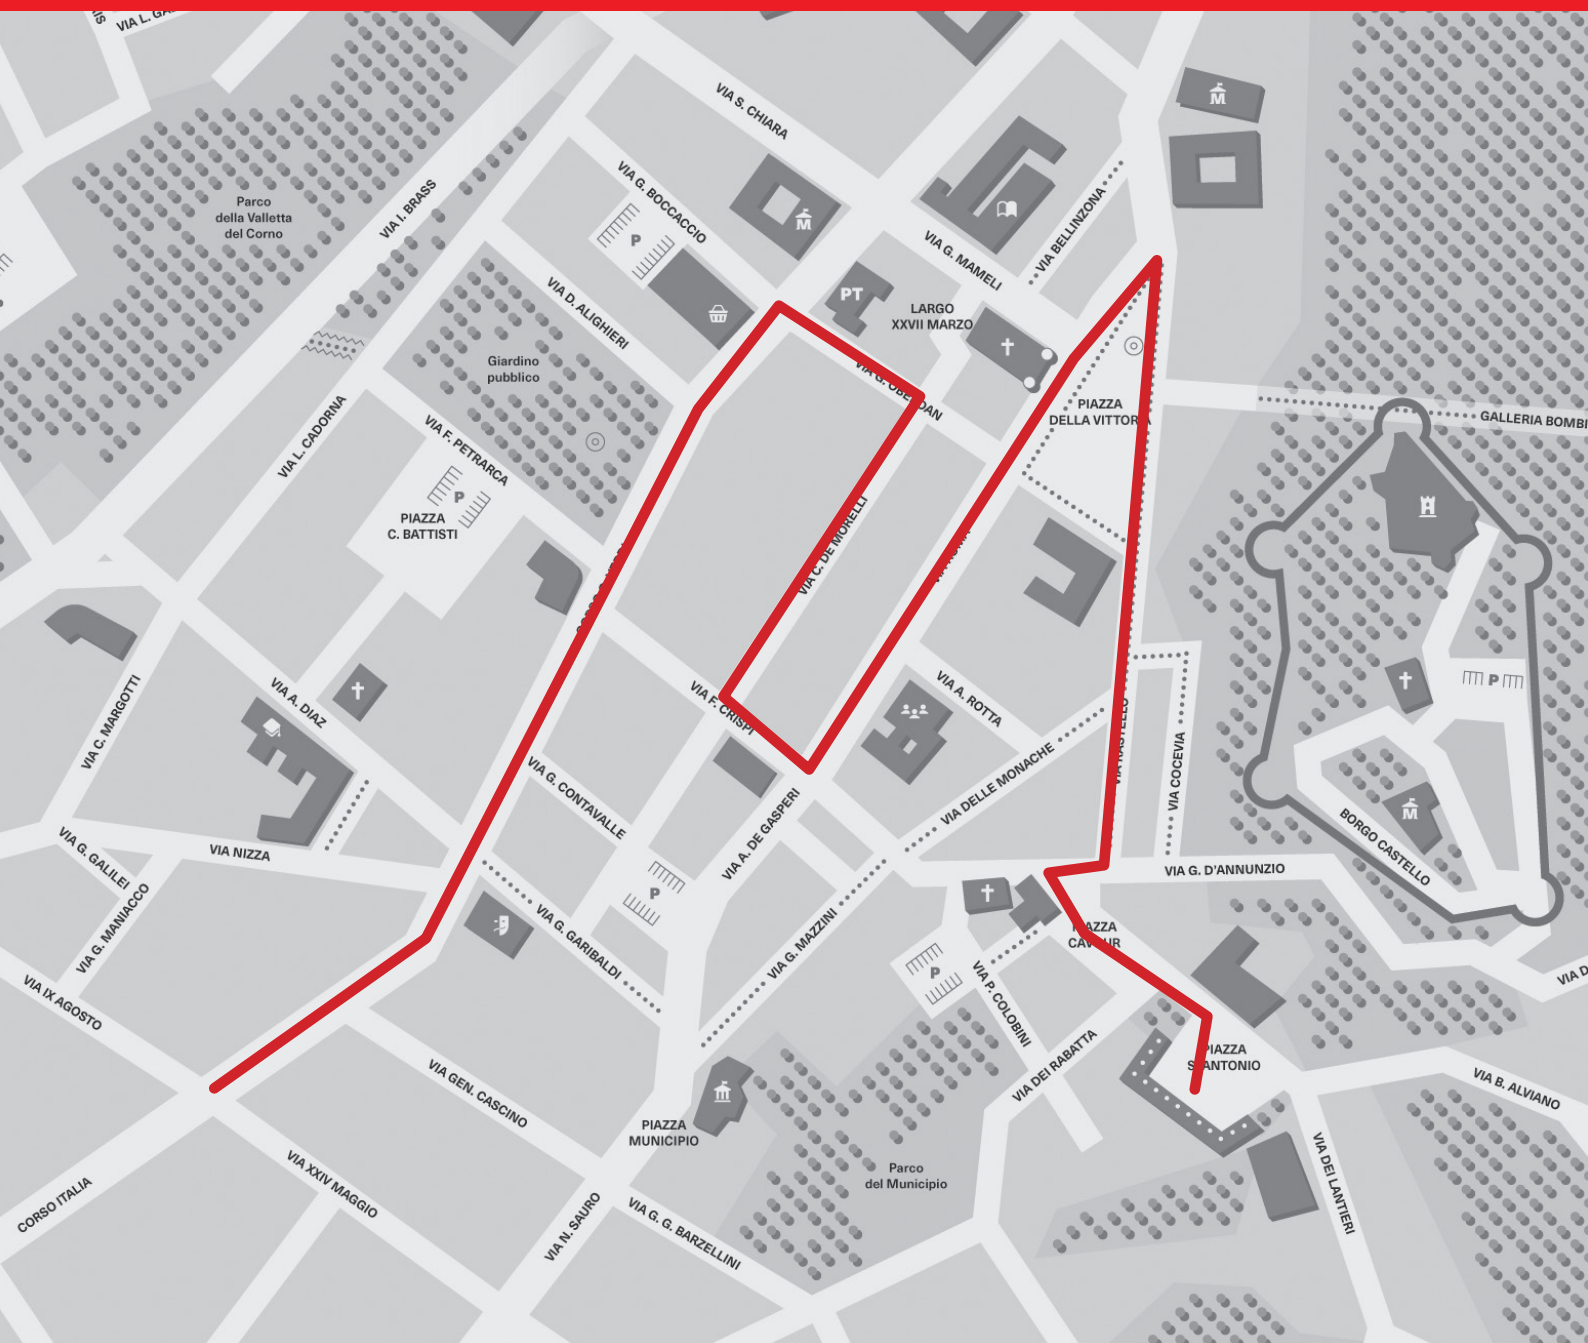 VIA S. CHIARA
VIA G. BOCCACCIO
VIA I. BRASS
Parco
della Valletta
del Corno
P
M
M
VIA G. MAMELI
VIA BELLINZONA
VIA D. ALIGHIERI
PT
LARGO
XXVII MARZO
Giardino
pubblico
PIAZZA
GALLERIA BOMBI
VIA L. CADORNA
VIA F. PETRARCA
P
PIAZZA
C. BATTISTI
VIA C. DE MORELLI
VIA C. MARGOTTI
VIA A. DIAZ
VIA F. CRISPI
VIA A. ROTTA
P
VIA DELLE MONACHE
VIA COCEVIA
VIA G. CONTAVALLE
VIA A. DE GASPERI
BORGO CASTELLO
M
VIA G. GALILEI
VIA NIZZA
VIA G. MANIACCO
P
VIA G. D'ANNUNZIO
VIA G. GARIBALDI
VIA G. MAZZINI
P
VIA P. COLOBINI
VIA IX AGOSTO
VIA GEN. CASCINO
VIA DEI RABATTA
VIA B. ALVIANO
PIAZZA
MUNICIPIO
Parco
del Municipio
VIA DEI LANTIERI
VIA XXIV MAGGIO
CORSO ITALIA
VIA N. SAURO
VIA G. G. BARZELLINI